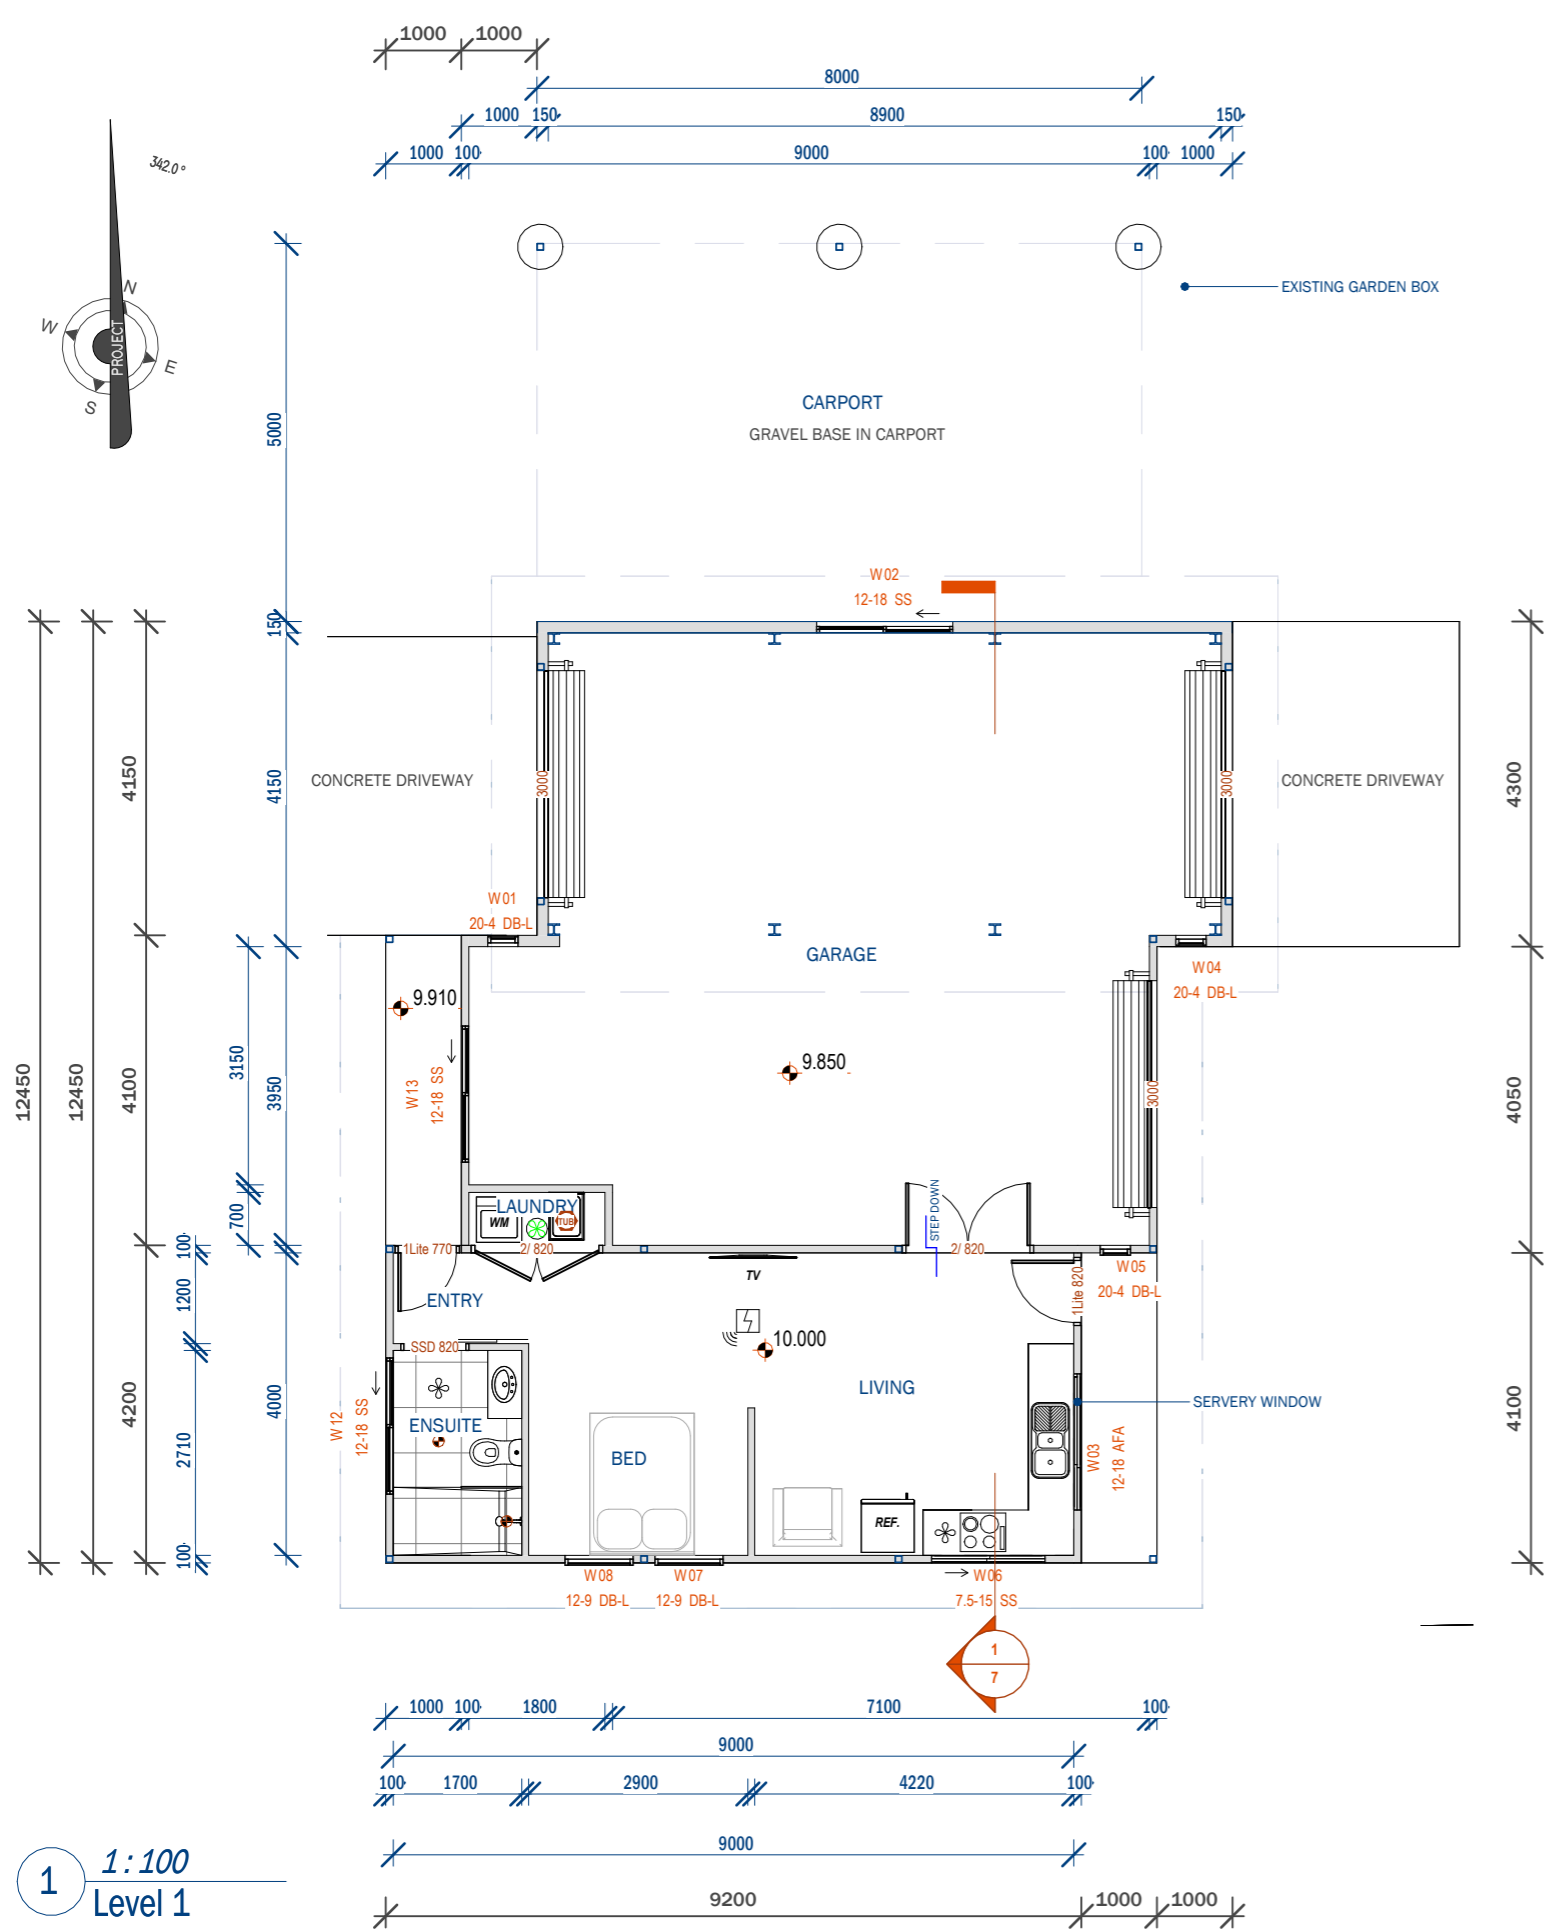 1000 1000
8000
1000 150 8900 150
1000 100 9000 100 1000
342.0°
N
W
PROJECT
E
S
EXISTING GARDEN BOX
CARPORT
GRAVEL BASE IN CARPORT
5000
W02
12-18 SS
150
4150
4150
CONCRETE DRIVEWAY
3000
3000
CONCRETE DRIVEWAY
4300
W01
20-4 DB-L
GARAGE
W04
20-4 DB-L
9.910
9.850
12450
12450
4100
3150
3950
W13
12-18 SS
3000
4050
LAUNDRY
WM
TUB
STEP DOWN
700
100
1Lite 770
2/ 820
2/ 820
TV
W05
20-4 DB-L
1Lite 820
ENTRY
1200
SSD 820
10.000
LIVING
SERVERY WINDOW
4200
4000
2710
W12
12-18 SS
ENSUITE
BED
W03
12-18 AFA
4100
REF.
100
W08
12-9 DB-L
W07
12-9 DB-L
W06
7.5-15 SS
1
7
1000 100 1800 7100 100
9000
100 1700 2900 4220 100
9000
9200 1000 1000
1
1:100
Level 1